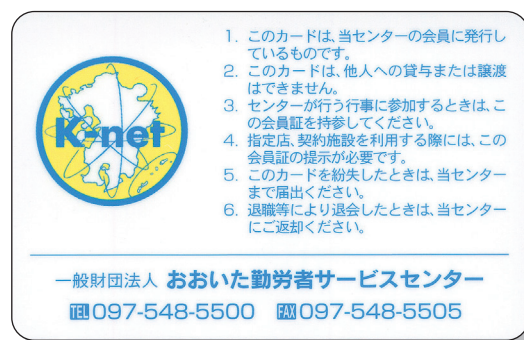 K-net
1. このカードは、当センターの会員に発行し
ているものです。
2. このカードは、他人への貸与または譲渡
はできません。
3. センターが行う行事に参加するときは、こ
の会員証を持参してください。
4. 指定店、契約施設を利用する際には、この
会員証の提示が必要です。
5. このカードを紛失したときは、当センター
まで届出ください。
6. 退職等により退会したときは、当センター
にご返却ください。
一般財団法人 おおいた勤労者サービスセンター
TEL 097-548-5500 FAX 097-548-5505